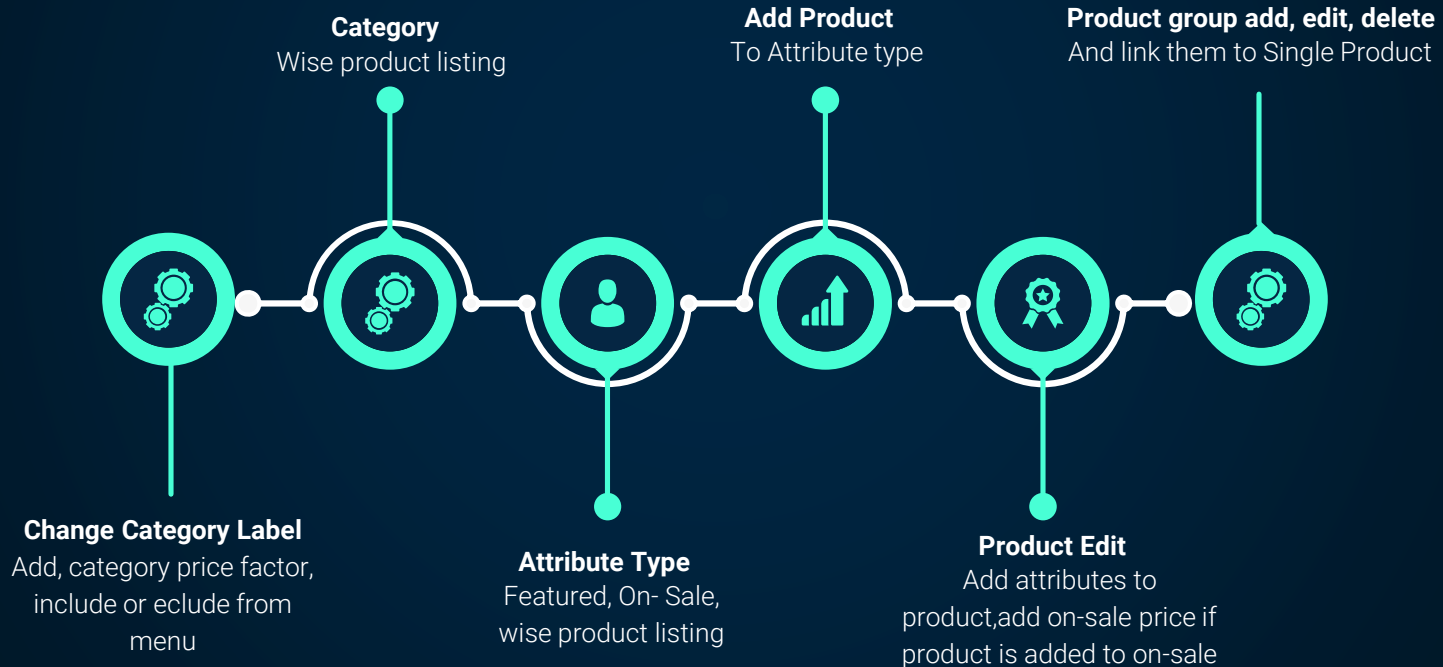 Change Category Label
Add, category price factor,
include or eclude from
menu
Category
Wise product listing
Attribute Type
Featured, On- Sale,
wise product listing
Add Product
To Attribute type
Product Edit
Add attributes to
product,add on-sale price if
product is added to on-sale
Product group add, edit, delete
And link them to Single Product